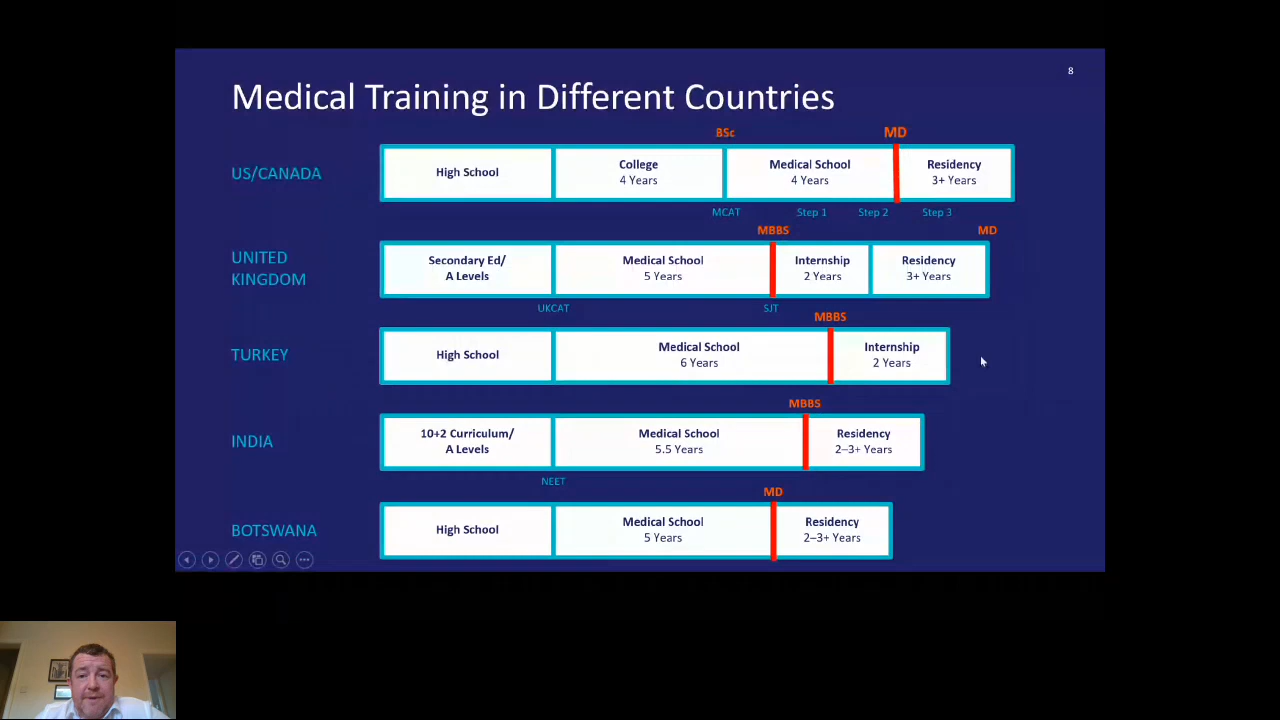 8
Medical Training in Different Countries
BSc
MD
US/CANADA
High School
College
4 Years
Medical School
4 Years
Residency
3+ Years
MCAT
Step 1
Step 2
Step 3
MBBS
MD
UNITED
KINGDOM
Secondary Ed/
A Levels
Medical School
5 Years
Internship
2 Years
Residency
3+ Years
UKCAT
SJT
MBBS
TURKEY
High School
Medical School
6 Years
Internship
2 Years
MBBS
INDIA
10+2 Curriculum/
A Levels
Medical School
5.5 Years
Residency
2–3+ Years
NEET
MD
BOTSWANA
High School
Medical School
5 Years
Residency
2–3+ Years